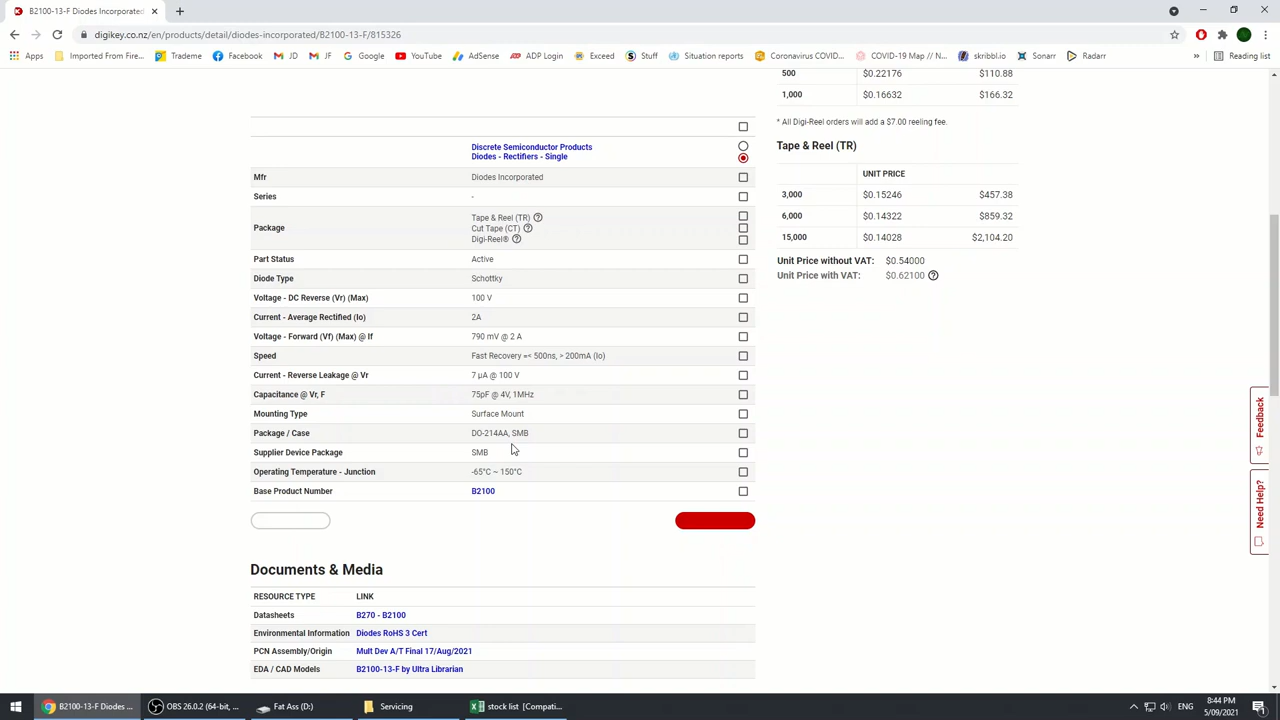 B2100-13-F Diodes Incorporated
digikey.co.nz/en/products/detail/diodes-incorporated/B2100-13-F/815326
Apps
Imported From Fire...
Trademe
Facebook
JD
JF
Google
YouTube
AdSense
ADP Login
Exceed
Stuff
Situation reports
Coronavirus COVID...
COVID-19 Map // N...
skribbl.io
Sonarr
Radarr
»
Reading list
500 $0.22176 $110.88
1,000 $0.16632 $166.32
* All Digi-Reel orders will add a $7.00 reeling fee.
Tape & Reel (TR)
UNIT PRICE
3,000 $0.15246 $457.38
6,000 $0.14322 $859.32
15,000 $0.14028 $2,104.20
Unit Price without VAT: $0.54000
Unit Price with VAT: $0.62100
Discrete Semiconductor Products
Diodes - Rectifiers - Single
Mfr Diodes Incorporated
Series -
Package
Tape & Reel (TR)
Cut Tape (CT)
Digi-Reel®
Part Status Active
Diode Type Schottky
Voltage - DC Reverse (Vr) (Max) 100 V
Current - Average Rectified (Io) 2A
Voltage - Forward (Vf) (Max) @ If 790 mV @ 2 A
Speed Fast Recovery =< 500ns, > 200mA (Io)
Current - Reverse Leakage @ Vr 7 µA @ 100 V
Capacitance @ Vr, F 75pF @ 4V, 1MHz
Mounting Type Surface Mount
Package / Case DO-214AA, SMB
Supplier Device Package SMB
Operating Temperature - Junction -65°C ~ 150°C
Base Product Number B2100
Documents & Media
RESOURCE TYPE LINK
Datasheets B270 - B2100
Environmental Information Diodes RoHS 3 Cert
PCN Assembly/Origin Mult Dev A/T Final 17/Aug/2021
EDA / CAD Models B2100-13-F by Ultra Librarian
Feedback
Need Help?
B2100-13-F Diodes ...
OBS 26.0.2 (64-bit, ...
Fat Ass (D:)
Servicing
stock list [Compati...
ENG
8:44 PM
5/09/2021